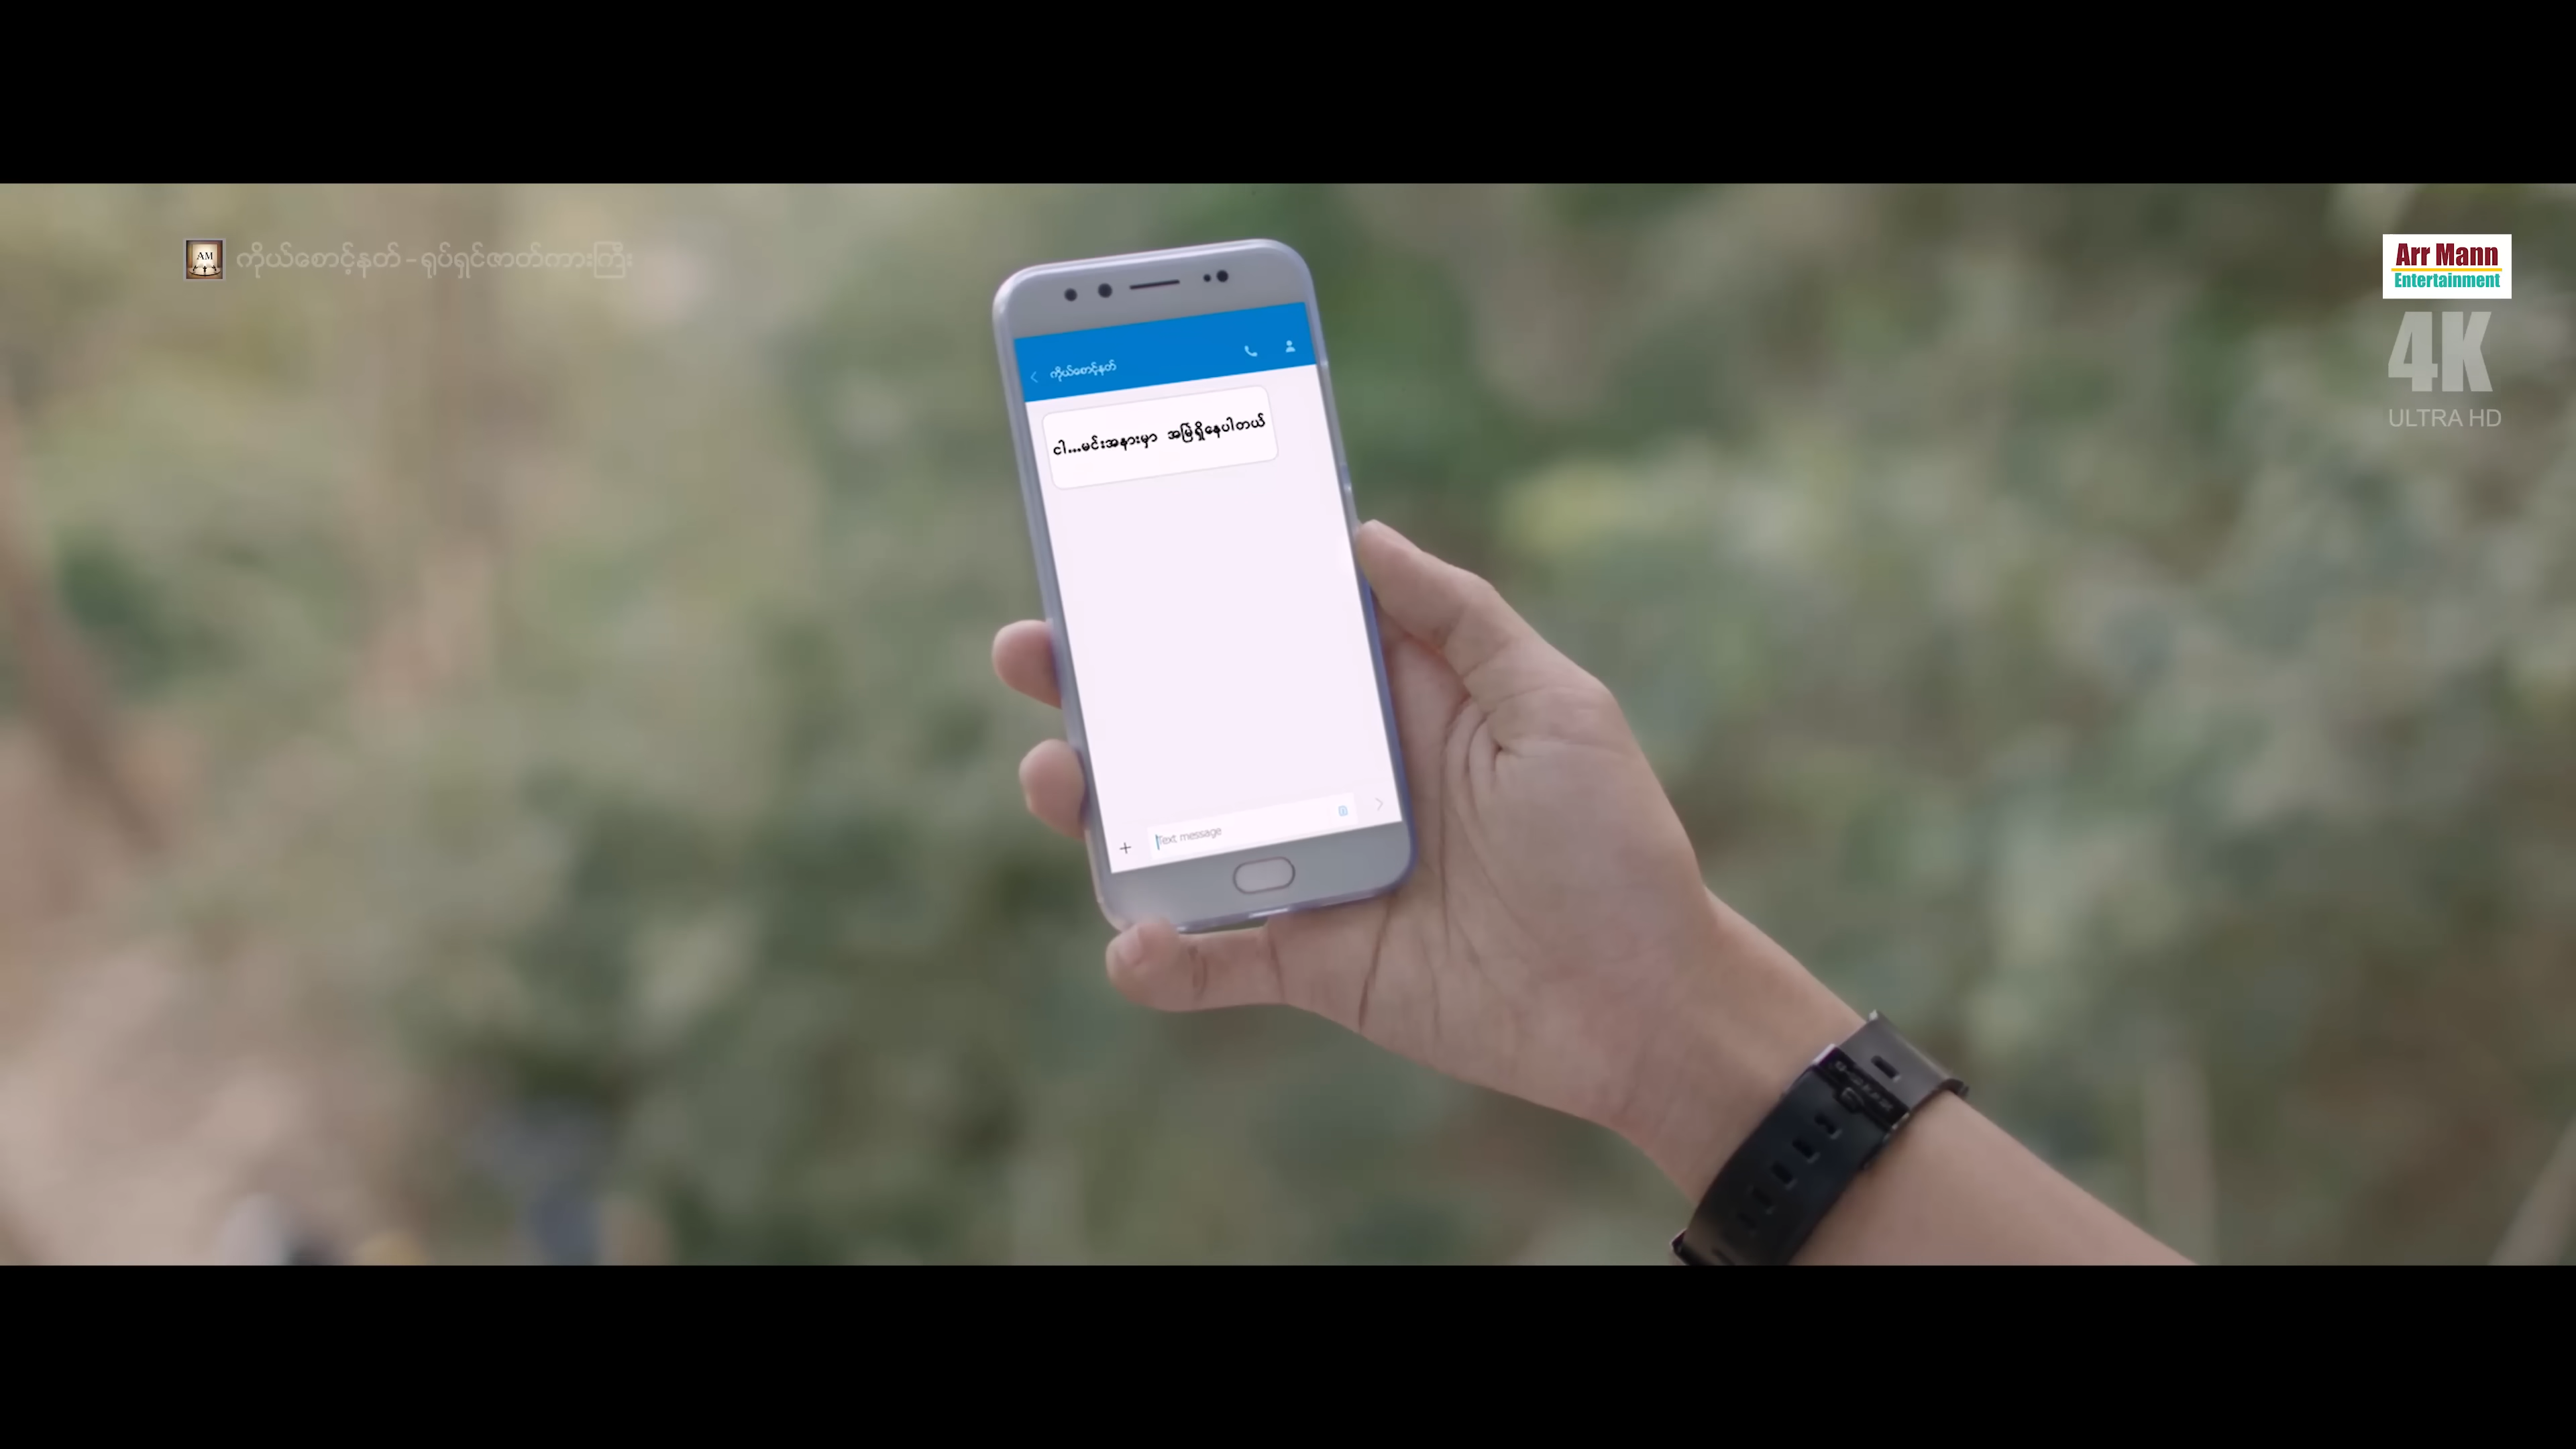 AM
ကိုယ်စောင့်နတ် - ရုပ်ရှင်ဇာတ်ကားကြီး
Arr Mann
Entertainment
4K
ULTRA HD
ကိုယ်စောင့်နတ်
ငါ...မင်းအနားမှာ အမြဲရှိနေပါတယ်
Text message